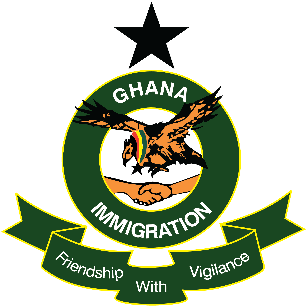 GHANA
IMMIGRATION
Friendship With Vigilance